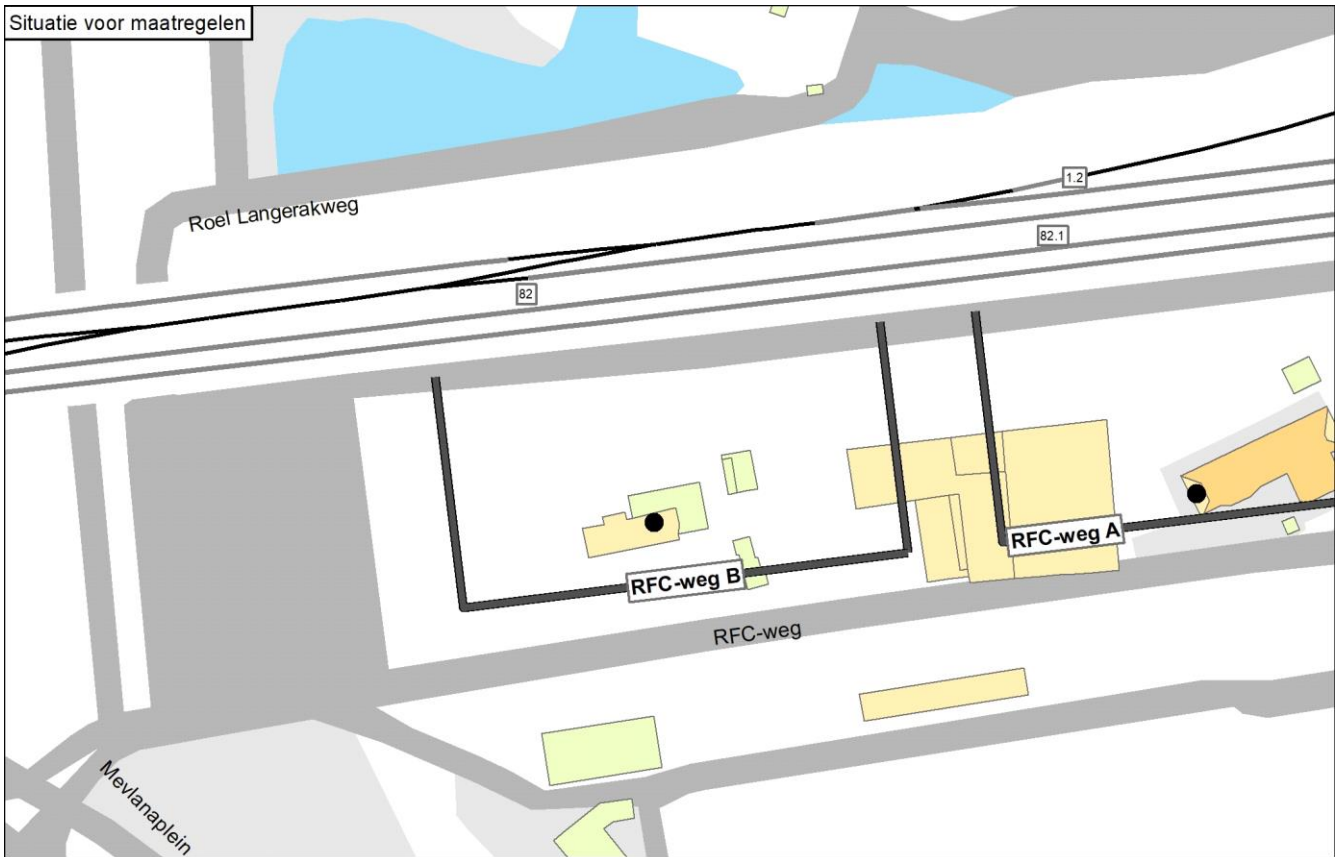 Situatie voor maatregelen
1.2
Roel Langerakweg
82.1
82
RFC-weg A
RFC-weg B
RFC-weg
Mevlanaplein